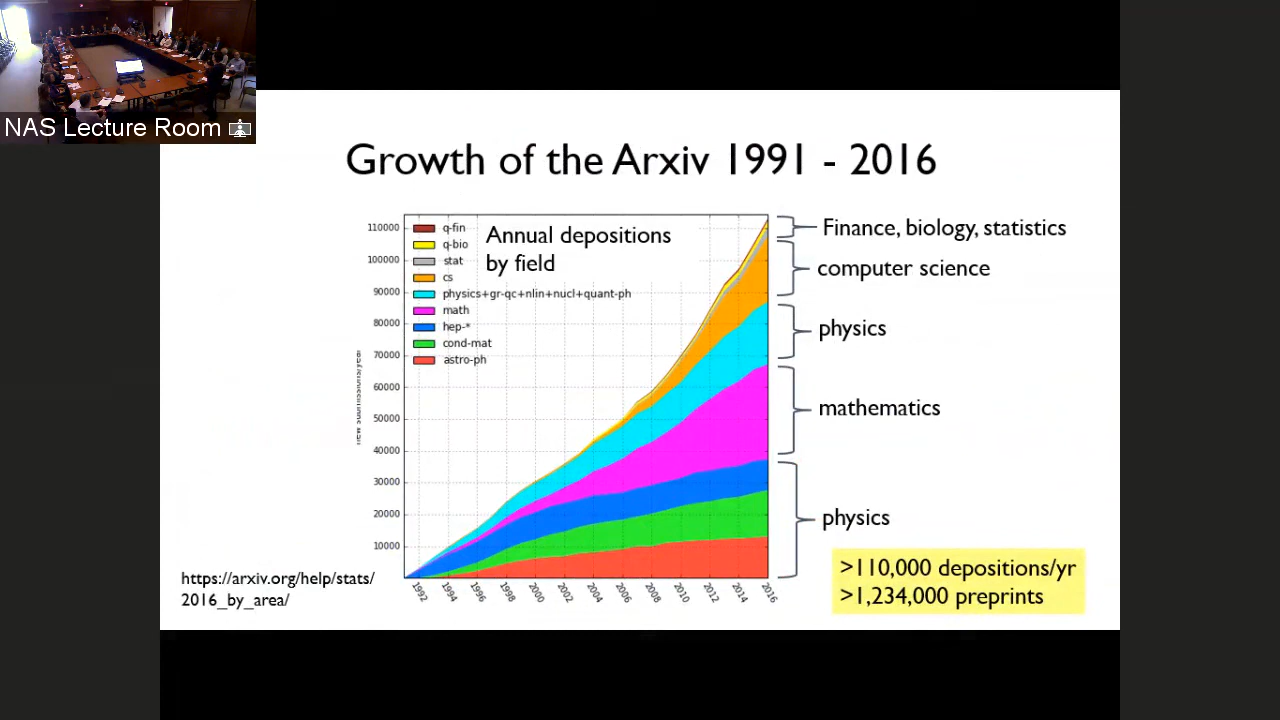 NAS Lecture Room
Growth of the Arxiv 1991 - 2016
Annual depositions
by field
q-fin
q-bio
stat
cs
physics+gr-qc+nlin+nucl+quant-ph
math
hep-*
cond-mat
astro-ph
110000
100000
90000
80000
70000
60000
50000
40000
30000
20000
10000
1992
1994
1996
1998
2000
2002
2004
2006
2008
2010
2012
2014
2016
Finance, biology, statistics
computer science
physics
mathematics
physics
https://arxiv.org/help/stats/
2016_by_area/
>110,000 depositions/yr
>1,234,000 preprints